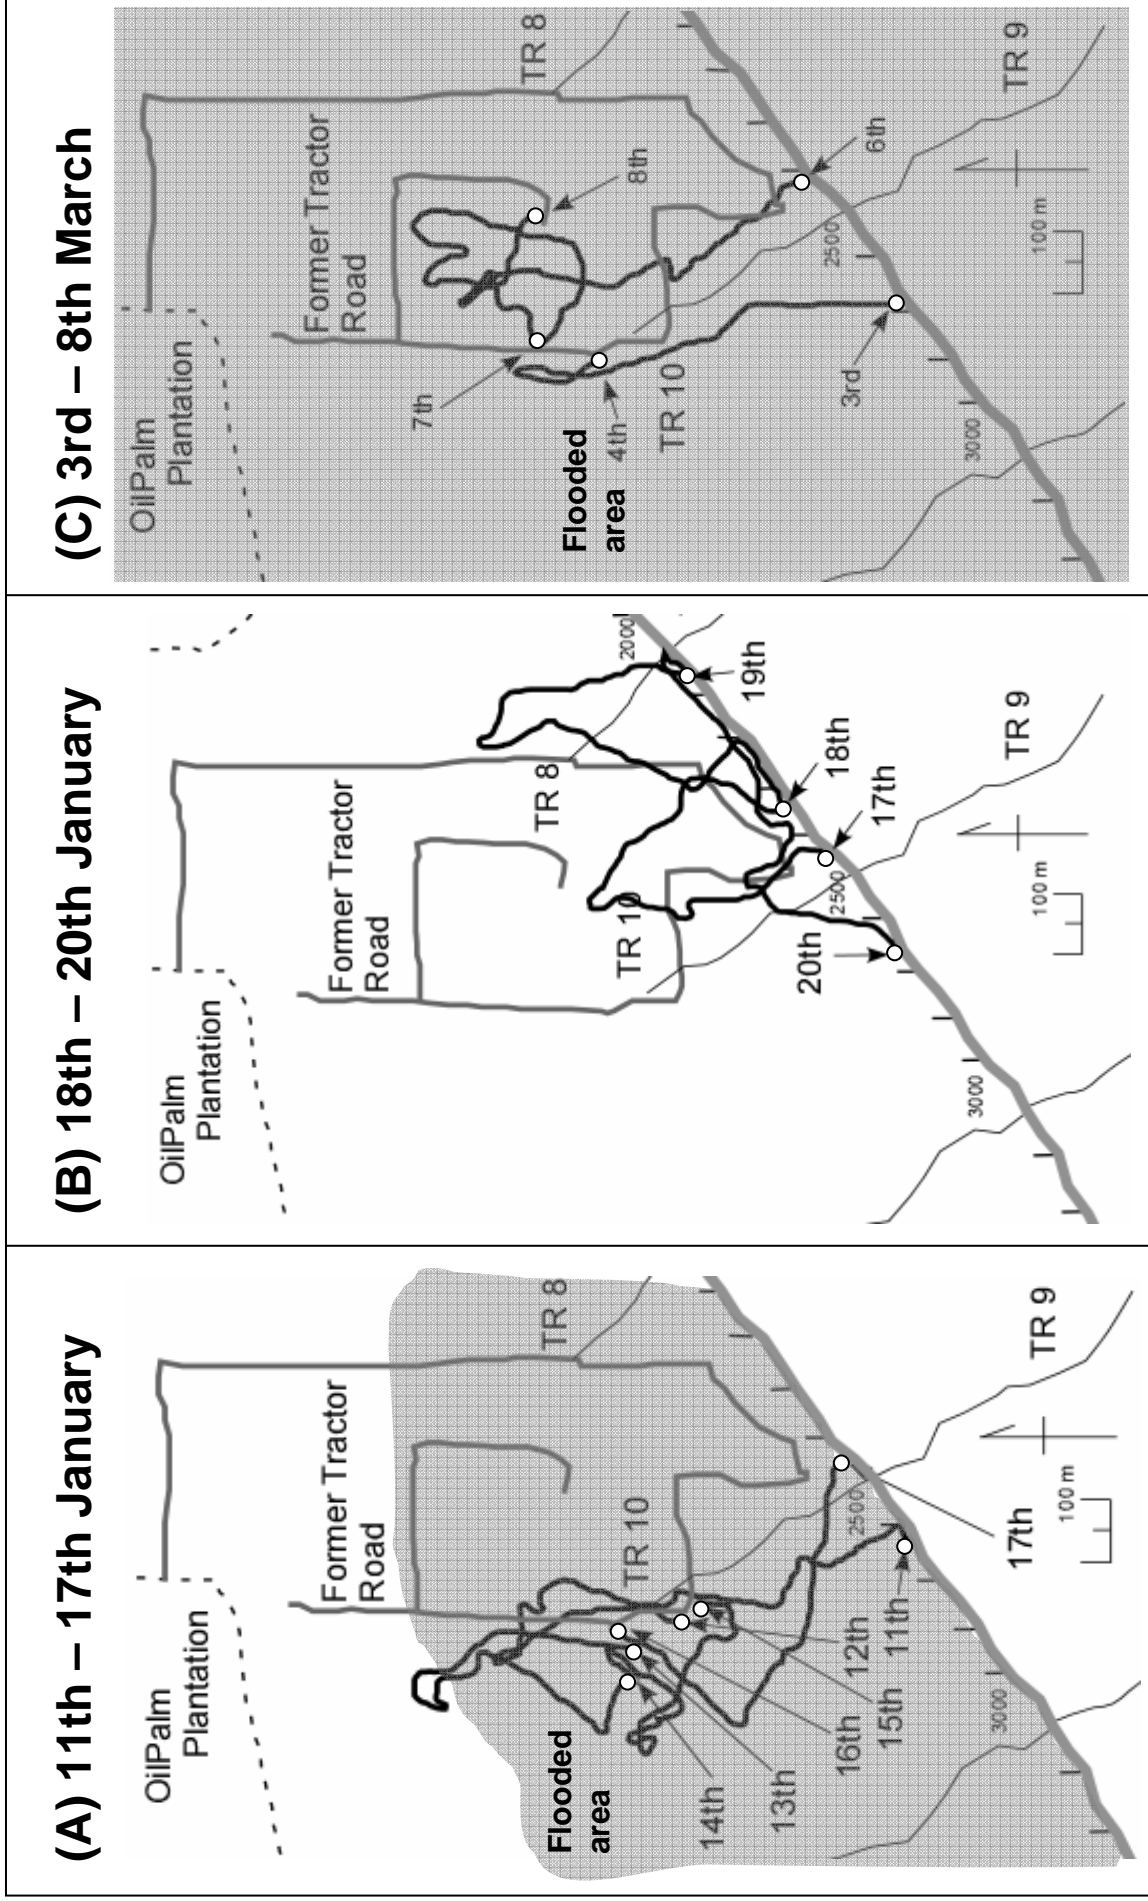 (A) 11th – 17th January
OilPalm
Plantation
Former Tractor
Road
TR 8
TR 10
Flooded
area
14th
13th
16th
15th
12th
11th
17th
2500
3000
TR 9
100 m
(B) 18th – 20th January
OilPalm
Plantation
Former Tractor
Road
TR 8
TR 10
2000
19th
18th
17th
20th
2500
3000
TR 9
100 m
(C) 3rd – 8th March
OilPalm
Plantation
Former Tractor
Road
TR 8
7th
8th
Flooded
area
4th
TR 10
6th
3rd
2500
3000
TR 9
100 m